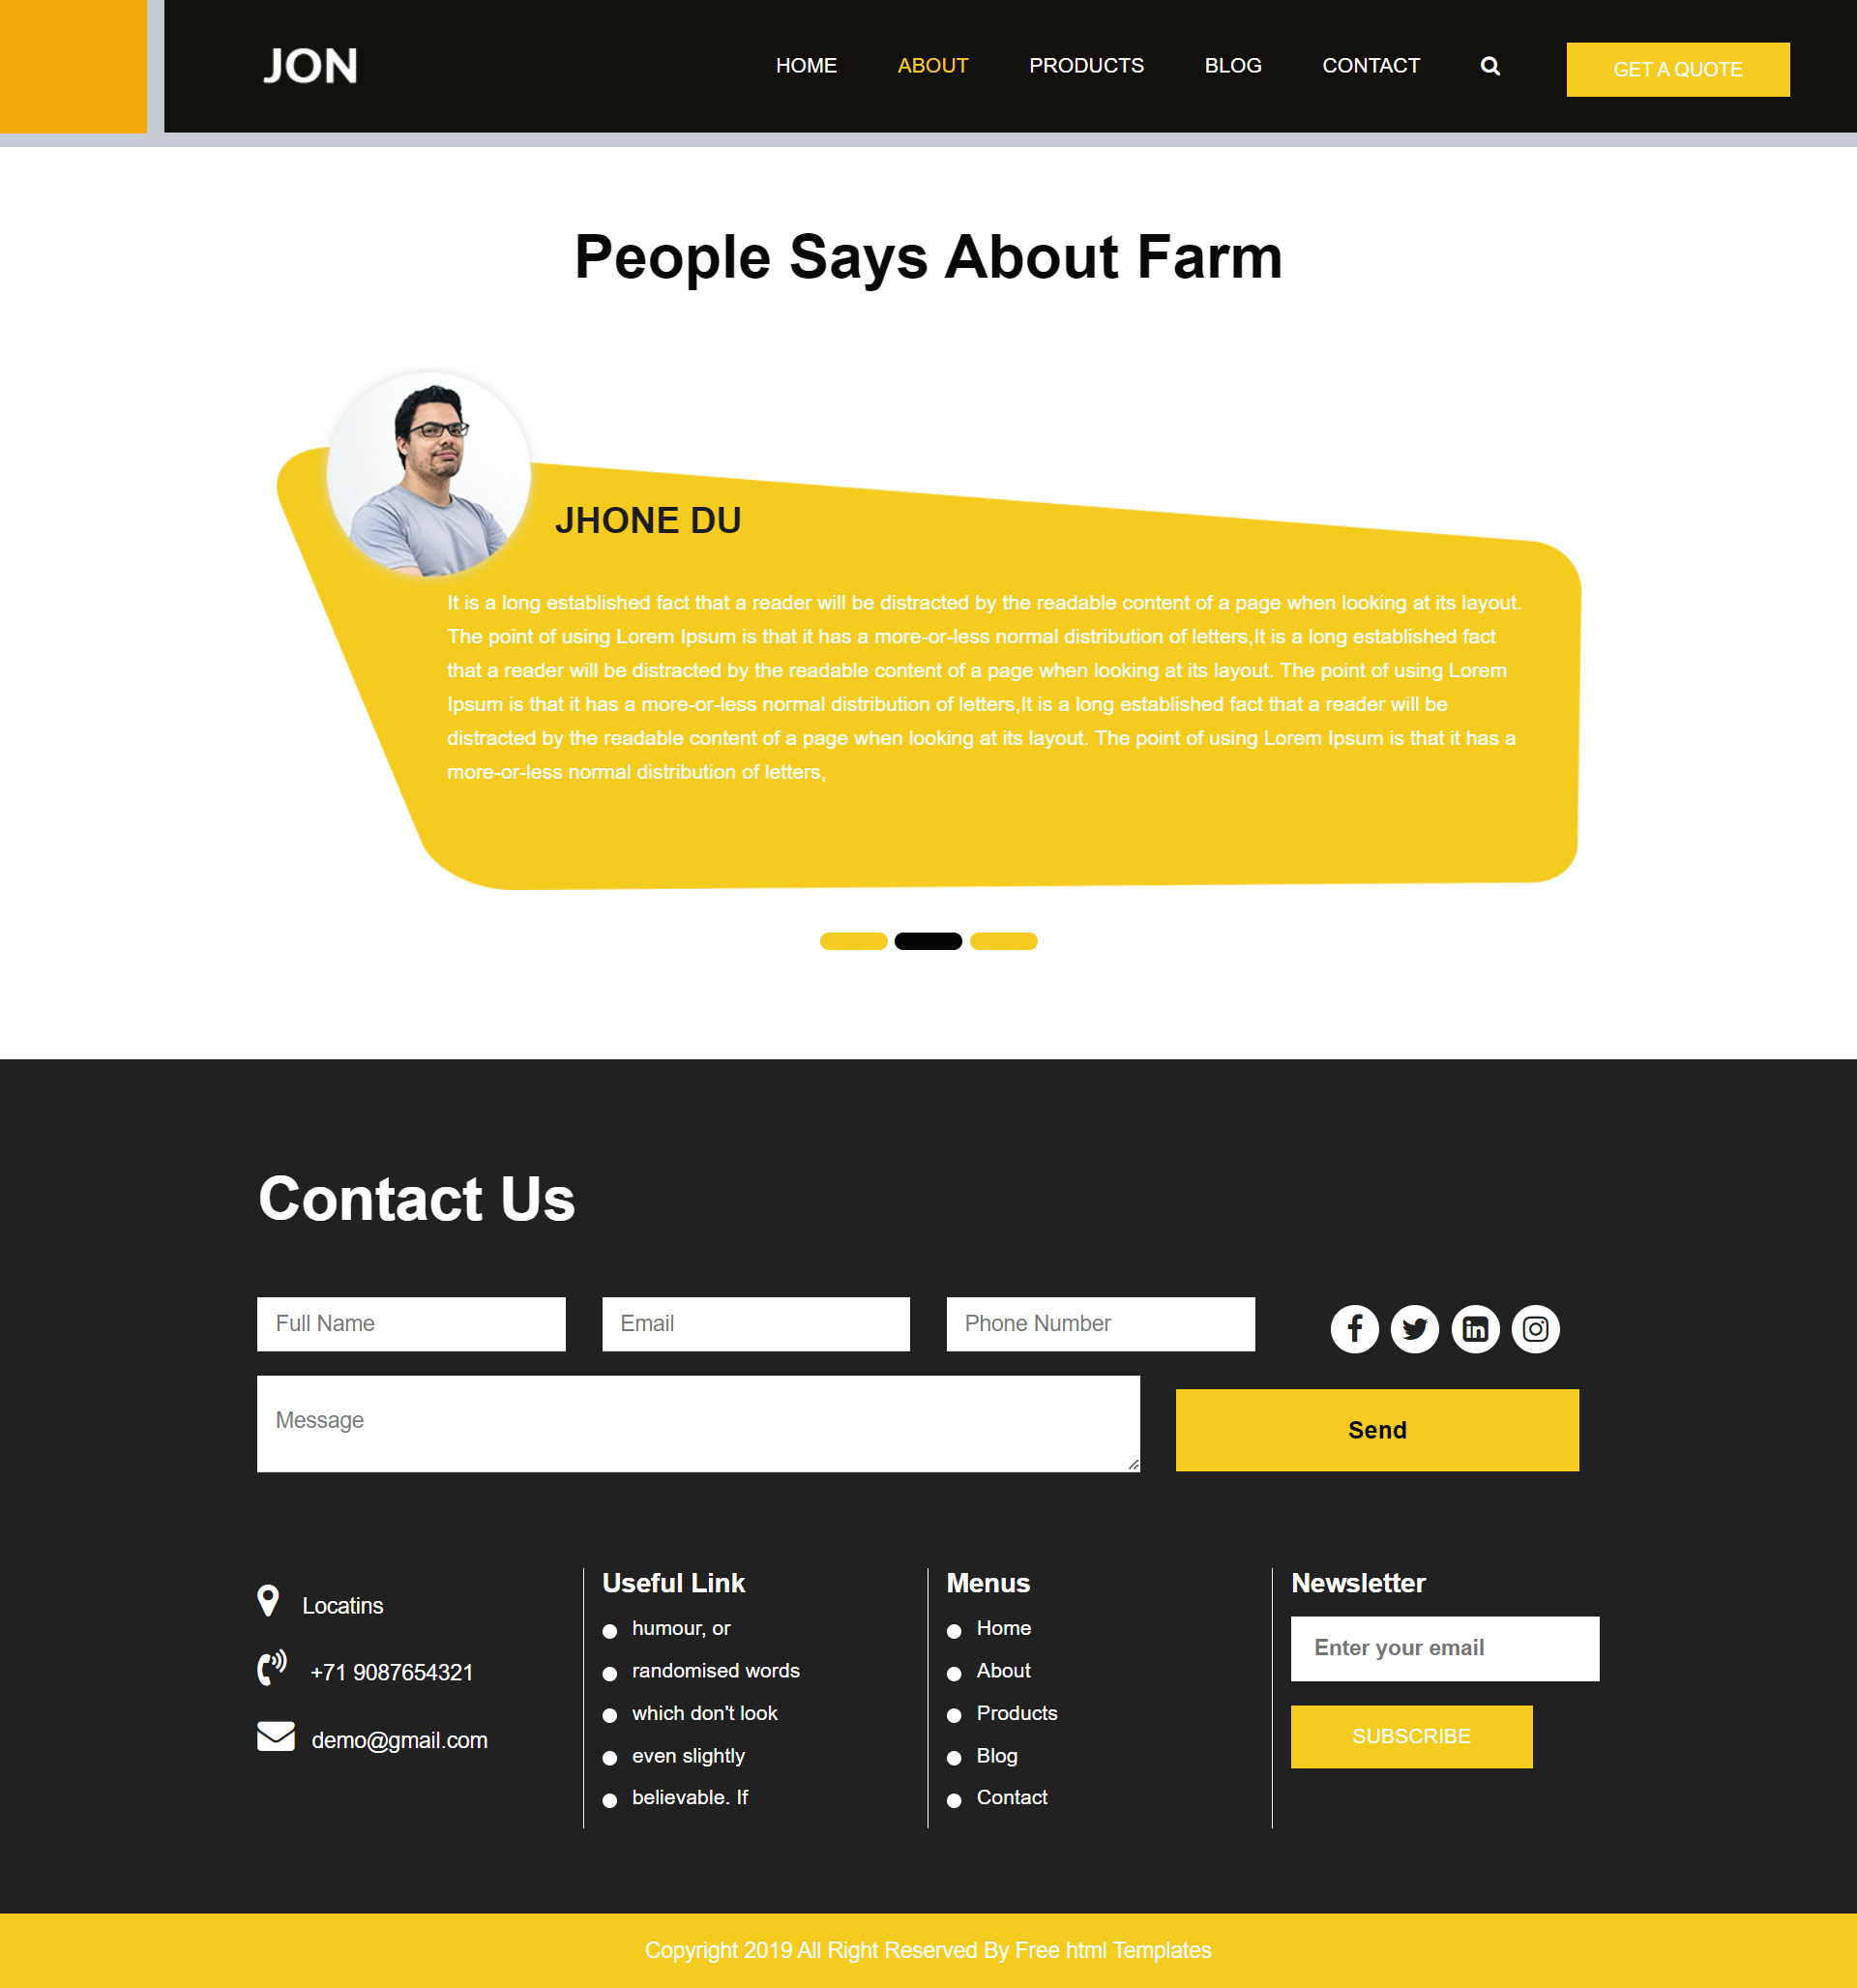 JON
HOME ABOUT PRODUCTS BLOG CONTACT GET A QUOTE
People Says About Farm
JHONE DU
It is a long established fact that a reader will be distracted by the readable content of a page when looking at its layout.
The point of using Lorem Ipsum is that it has a more-or-less normal distribution of letters,It is a long established fact
that a reader will be distracted by the readable content of a page when looking at its layout. The point of using Lorem
Ipsum is that it has a more-or-less normal distribution of letters,It is a long established fact that a reader will be
distracted by the readable content of a page when looking at its layout. The point of using Lorem Ipsum is that it has a
more-or-less normal distribution of letters,
Contact Us
Full Name Email Phone Number
Message
Send
Locatins
+71 9087654321
demo@gmail.com
Useful Link
humour, or
randomised words
which don't look
even slightly
believable. If
Menus
Home
About
Products
Blog
Contact
Newsletter
Enter your email
SUBSCRIBE
Copyright 2019 All Right Reserved By Free html Templates